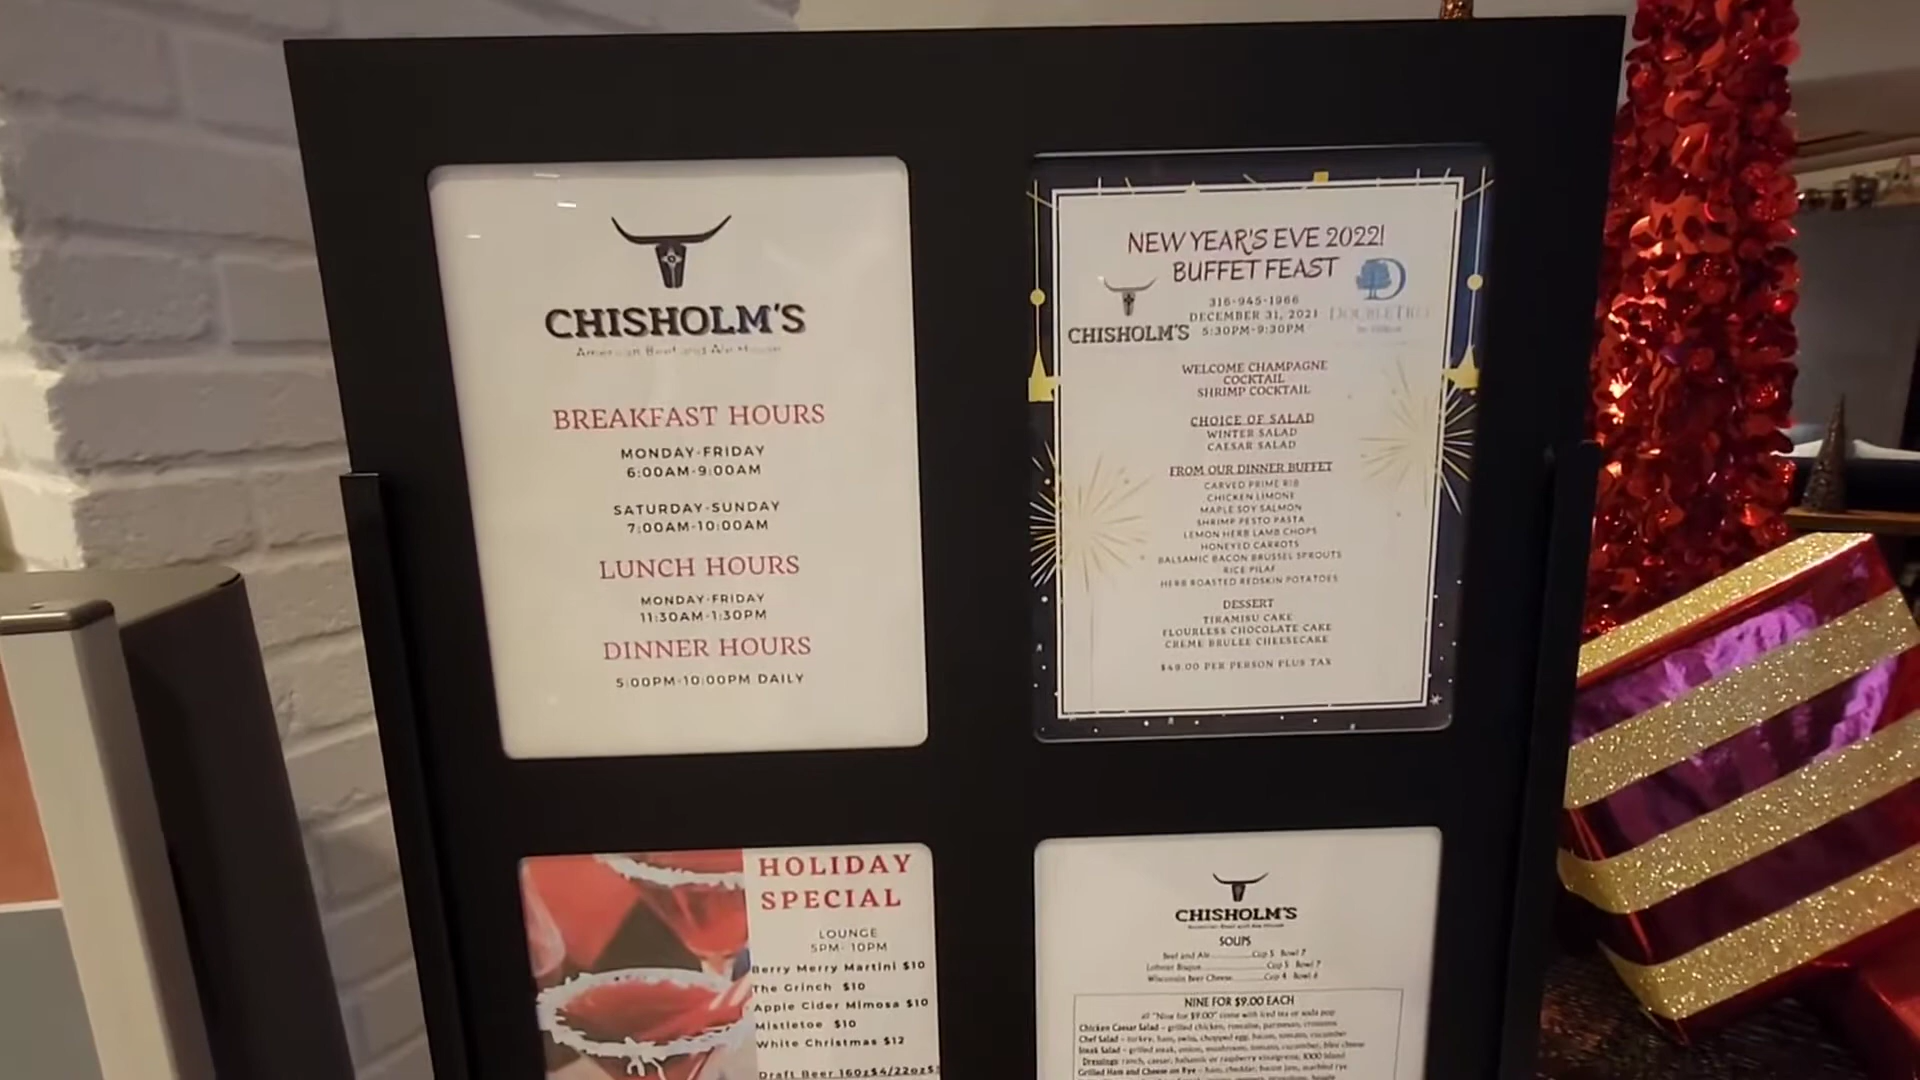 CHISHOLM'S
American Beef and Ale House
BREAKFAST HOURS
MONDAY-FRIDAY
6:00AM-9:00AM
SATURDAY-SUNDAY
7:00AM-10:00AM
LUNCH HOURS
MONDAY-FRIDAY
11:30AM-1:30PM
DINNER HOURS
5:00PM-10:00PM DAILY
NEW YEAR'S EVE 2022!
BUFFET FEAST
316-945-1966
DECEMBER 31, 2021
5:30PM-9:30PM
CHISHOLM'S
DOUBLETREE
by Hilton
WELCOME CHAMPAGNE
COCKTAIL
SHRIMP COCKTAIL
CHOICE OF SALAD
WINTER SALAD
CAESAR SALAD
FROM OUR DINNER BUFFET
CARVED PRIME RIB
CHICKEN LIMONE
MAPLE SOY SALMON
SHRIMP PESTO PASTA
LEMON HERB LAMB CHOPS
HONEYED CARROTS
BALSAMIC BACON BRUSSEL SPROUTS
RICE PILAF
HERB ROASTED REDSKIN POTATOES
DESSERT
TIRAMISU CAKE
FLOURLESS CHOCOLATE CAKE
CREME BRULEE CHEESECAKE
$49.00 PER PERSON PLUS TAX
HOLIDAY
SPECIAL
LOUNGE
5PM- 10PM
Berry Merry Martini $10
The Grinch $10
Apple Cider Mimosa $10
Mistletoe $10
White Christmas $12
Draft Beer 16oz$4/22oz$5
CHISHOLM'S
American Beef and Ale House
SOUPS
Beef and Ale Cup 5 Bowl 7
Lobster Bisque Cup 5 Bowl 7
Wisconsin Beer Cheese Cup 4 Bowl 6
NINE FOR $9.00 EACH
all "Nine for $9.00" come with iced tea or soda pop
Chicken Caesar Salad - grilled chicken, romaine, parmesan, croutons
Chef Salad - turkey, ham, swiss, chopped egg, bacon, tomato, cucumber
Steak Salad - grilled steak, onion, mushroom, tomato, cucumber, blue cheese
Dressings: ranch, caesar, balsamic or raspberry vinaigrette, 1000 island
Grilled Ham and Cheese on Rye - ham, cheddar, bacon jam, marbled rye